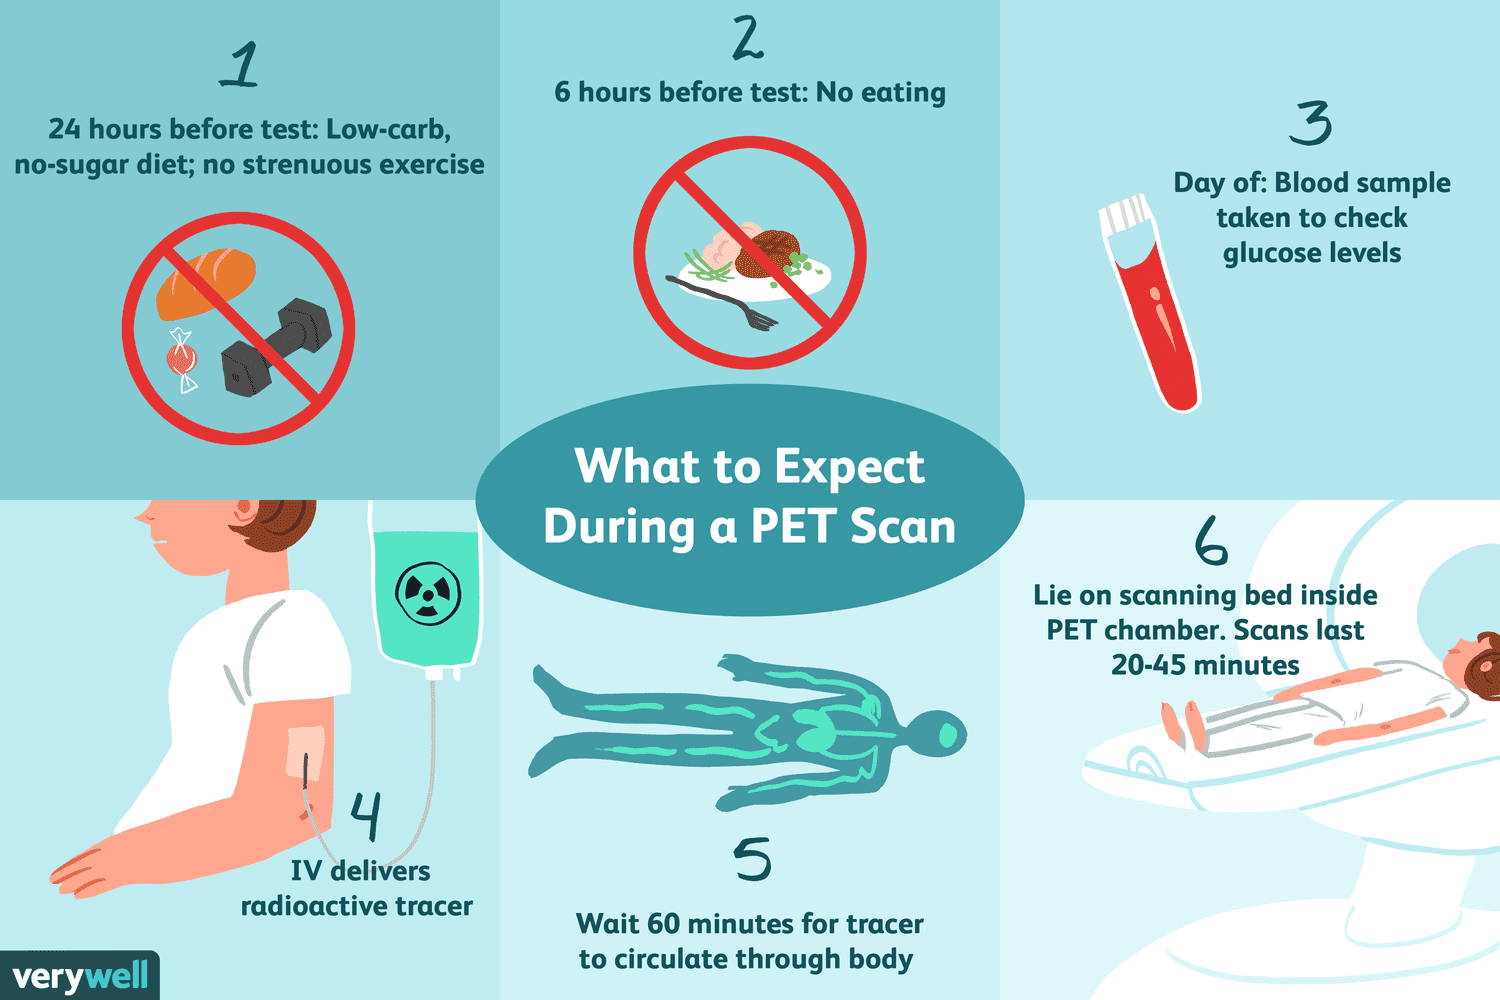 1
24 hours before test: Low-carb,
no-sugar diet; no strenuous exercise
2
6 hours before test: No eating
3
Day of: Blood sample
taken to check
glucose levels
What to Expect
During a PET Scan
4
IV delivers
radioactive tracer
5
Wait 60 minutes for tracer
to circulate through body
6
Lie on scanning bed inside
PET chamber. Scans last
20-45 minutes
verywell